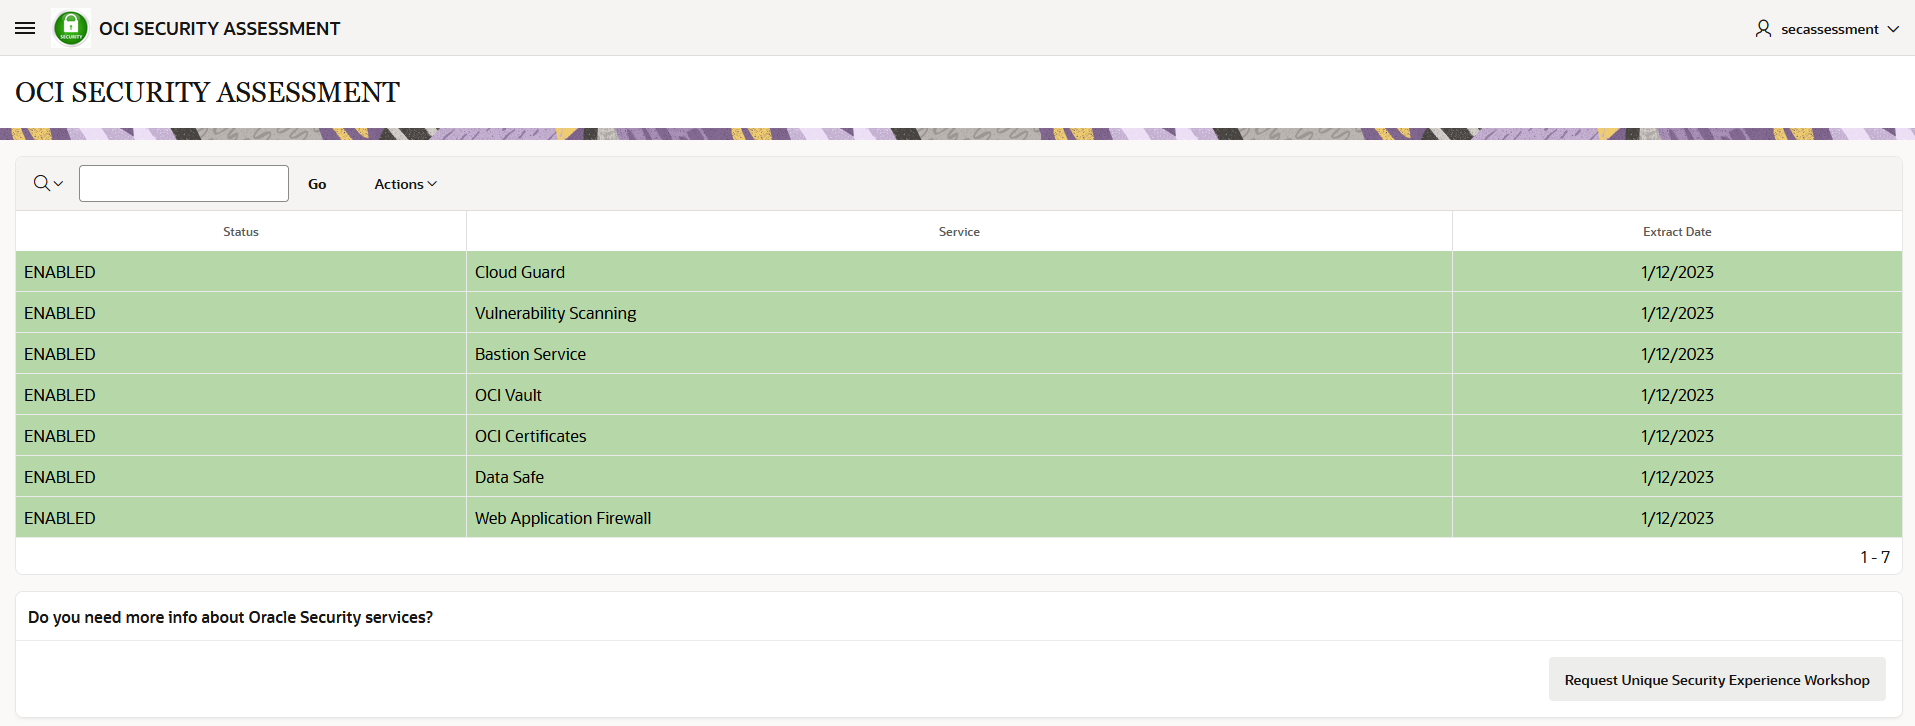 SECURITY
OCI SECURITY ASSESSMENT
secassessment
OCI SECURITY ASSESSMENT
Go
Actions
Status Service Extract Date
ENABLED Cloud Guard 1/12/2023
ENABLED Vulnerability Scanning 1/12/2023
ENABLED Bastion Service 1/12/2023
ENABLED OCI Vault 1/12/2023
ENABLED OCI Certificates 1/12/2023
ENABLED Data Safe 1/12/2023
ENABLED Web Application Firewall 1/12/2023
1 - 7
Do you need more info about Oracle Security services?
Request Unique Security Experience Workshop